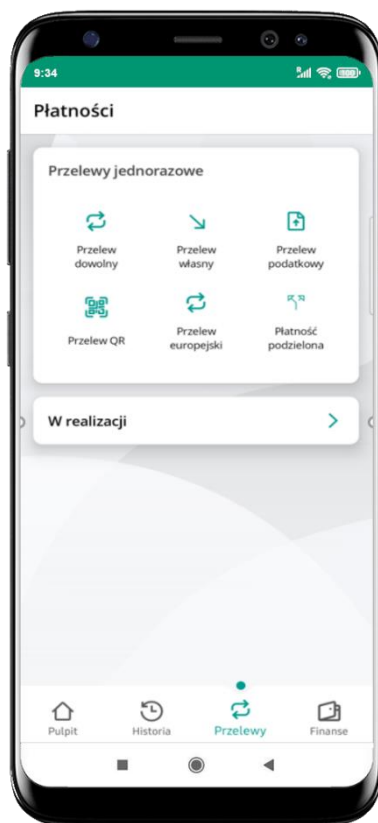 9:34
Płatności
Przelewy jednorazowe
Przelew
dowolny
Przelew
własny
Przelew
podatkowy
Przelew QR
Przelew
europejski
Płatność
podzielona
W realizacji
Pulpit
Historia
Przelewy
Finanse